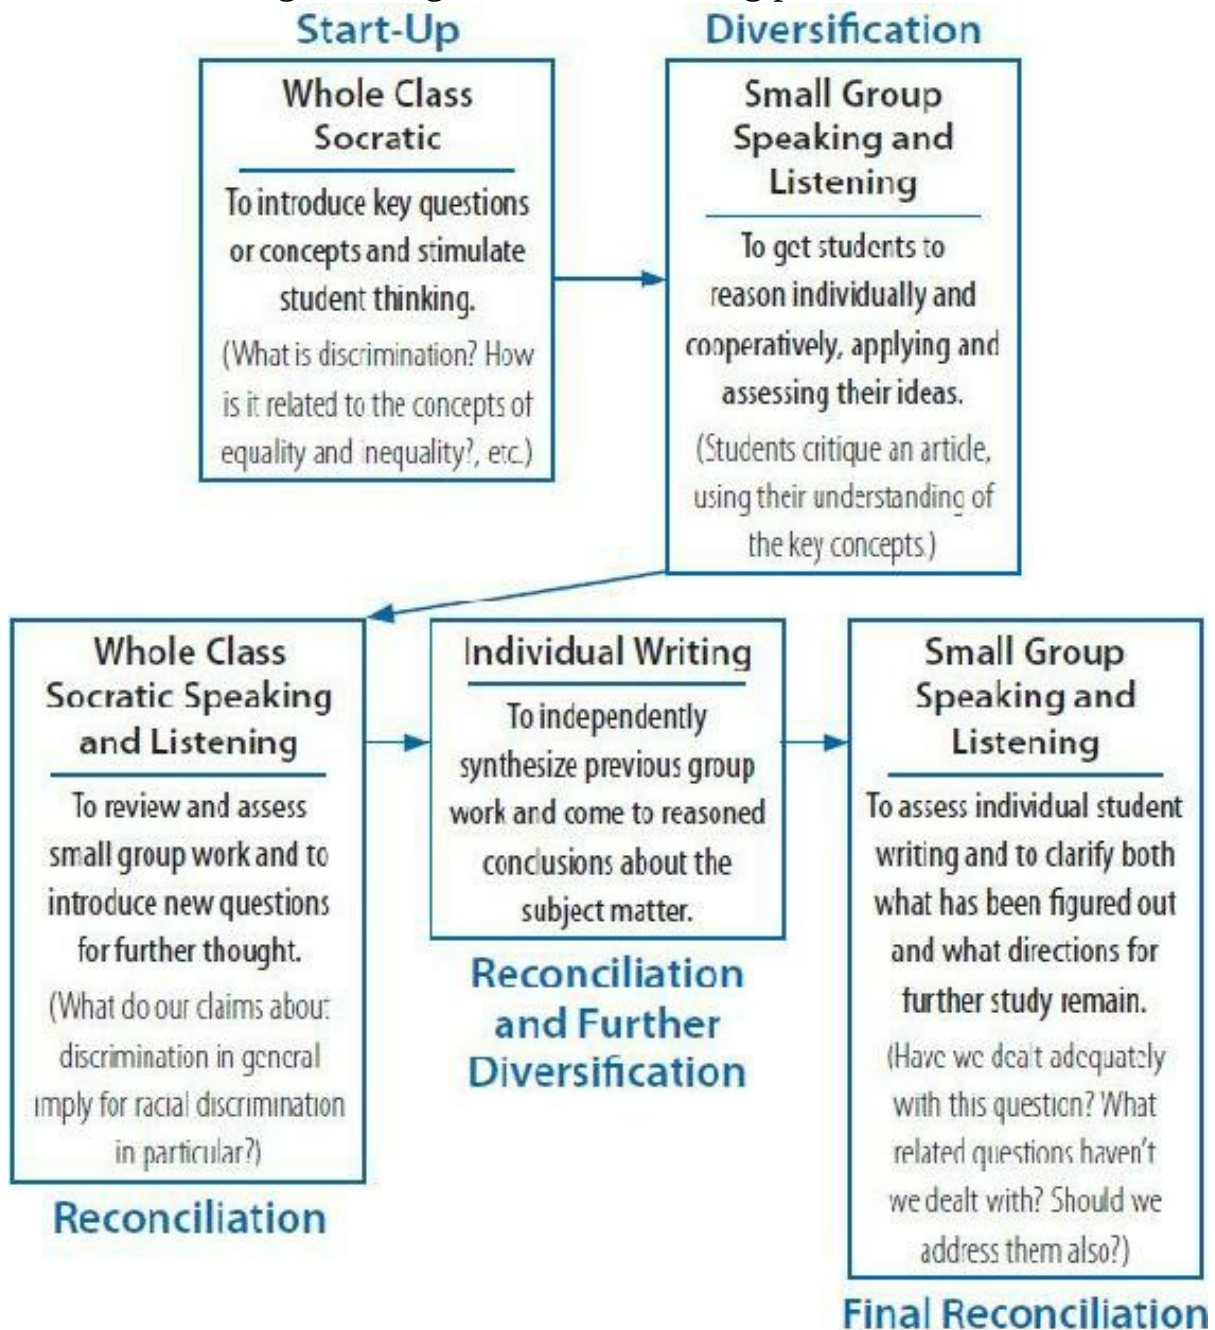 Start-Up
Whole Class
Socratic
To introduce key questions
or concepts and stimulate
student thinking.
(What is discrimination? How
is it related to the concepts of
equality and inequality?, etc.)
Diversification
Small Group
Speaking and
Listening
To get students to
reason individually and
cooperatively, applying and
assessing their ideas.
(Students critique an article,
using their understanding of
the key concepts.)
Whole Class
Socratic Speaking
and Listening
To review and assess
small group work and to
introduce new questions
for further thought.
(What do our claims about
discrimination in general
imply for racial discrimination
in particular?)
Reconciliation
Individual Writing
To independently
synthesize previous group
work and come to reasoned
conclusions about the
subject matter.
Reconciliation
and Further
Diversification
Small Group
Speaking and
Listening
To assess individual student
writing and to clarify both
what has been figured out
and what directions for
further study remain.
(Have we dealt adequately
with this question? What
related questions haven't
we dealt with? Should we
address them also?)
Final Reconciliation